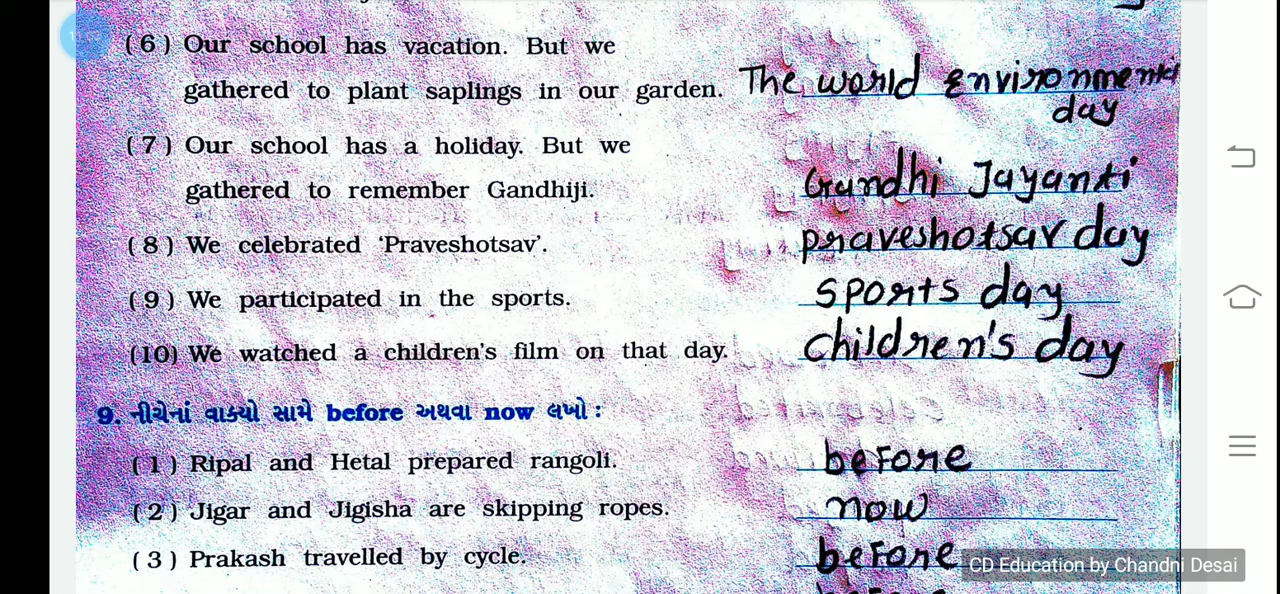 (6) Our school has vacation. But we
gathered to plant saplings in our garden. The world Environment
day
(7) Our school has a holiday. But we
gathered to remember Gandhiji. Gandhi Jayanti
(8) We celebrated ‘Praveshotsav’. praveshotsav day
(9) We participated in the sports. sports day
(10) We watched a children's film on that day. children's day
9. નીચેનાં વાક્યો સામે before અથવા now લખો :
(1) Ripal and Hetal prepared rangoli. before
(2) Jigar and Jigisha are skipping ropes. now
(3) Prakash travelled by cycle. before
CD Education by Chandni Desai